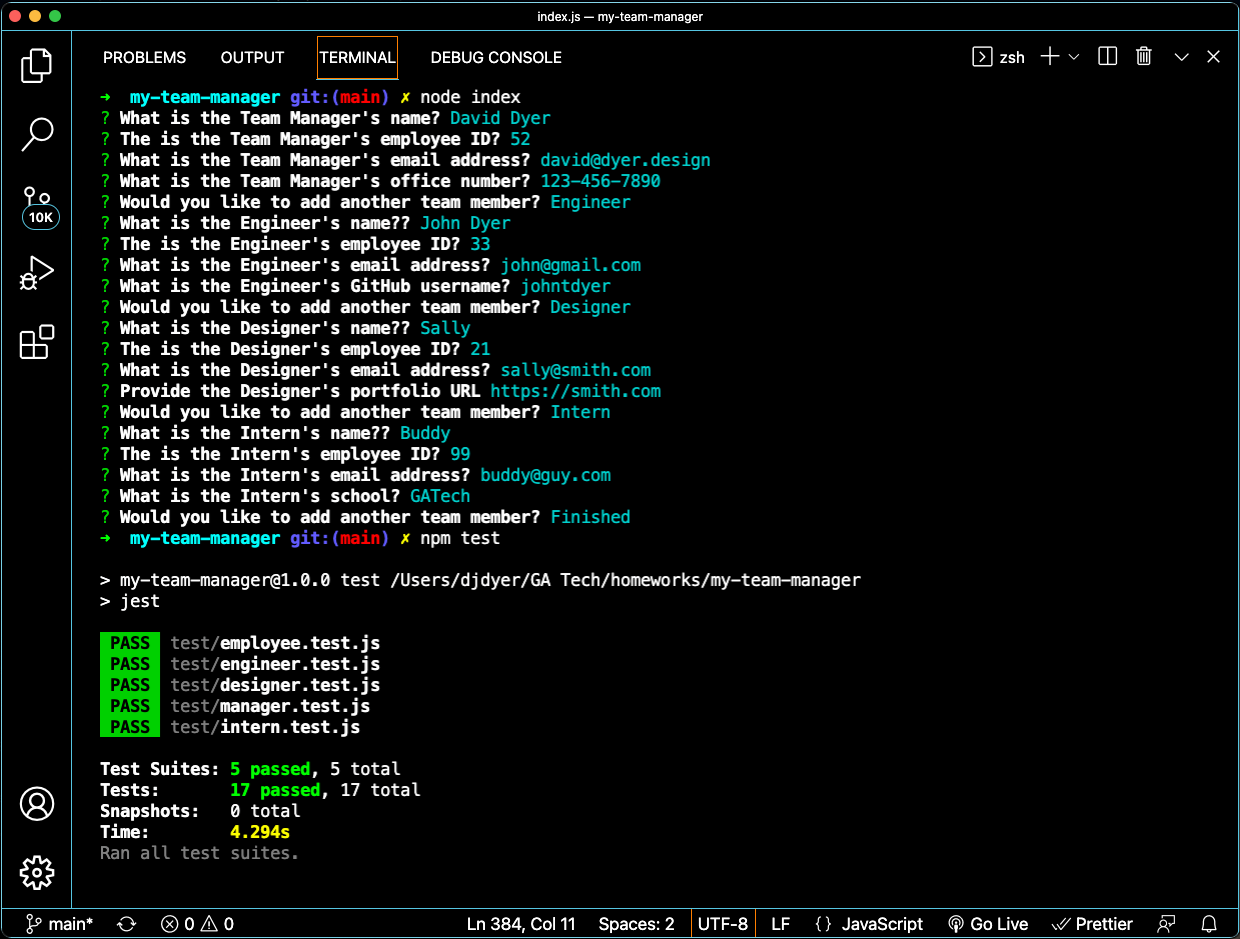 index.js — my-team-manager
PROBLEMS OUTPUT TERMINAL DEBUG CONSOLE zsh
➜ my-team-manager git:(main) ✗ node index
? What is the Team Manager's name? David Dyer
? The is the Team Manager's employee ID? 52
? What is the Team Manager's email address? david@dyer.design
? What is the Team Manager's office number? 123-456-7890
? Would you like to add another team member? Engineer
? What is the Engineer's name?? John Dyer
? The is the Engineer's employee ID? 33
? What is the Engineer's email address? john@gmail.com
? What is the Engineer's GitHub username? johntdyer
? Would you like to add another team member? Designer
? What is the Designer's name?? Sally
? The is the Designer's employee ID? 21
? What is the Designer's email address? sally@smith.com
? Provide the Designer's portfolio URL https://smith.com
? Would you like to add another team member? Intern
? What is the Intern's name?? Buddy
? The is the Intern's employee ID? 99
? What is the Intern's email address? buddy@guy.com
? What is the Intern's school? GATech
? Would you like to add another team member? Finished
➜ my-team-manager git:(main) ✗ npm test
> my-team-manager@1.0.0 test /Users/djdyer/GA Tech/homeworks/my-team-manager
> jest
PASS test/employee.test.js
PASS test/engineer.test.js
PASS test/designer.test.js
PASS test/manager.test.js
PASS test/intern.test.js
Test Suites: 5 passed, 5 total
Tests: 17 passed, 17 total
Snapshots: 0 total
Time: 4.294s
Ran all test suites.
10K
main* 0 0 Ln 384, Col 11 Spaces: 2 UTF-8 LF {} JavaScript Go Live Prettier